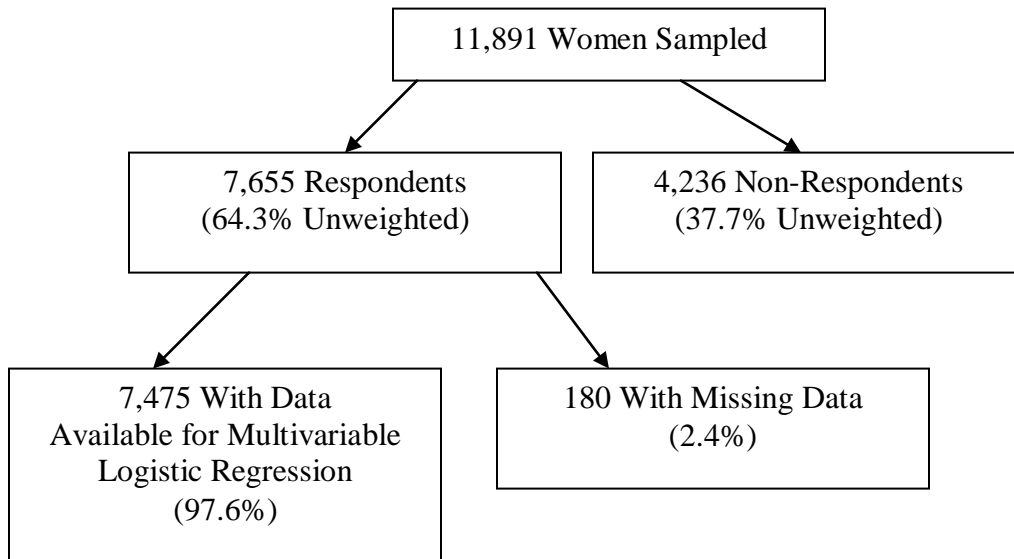 11,891 Women Sampled
7,655 Respondents
(64.3% Unweighted)
4,236 Non-Respondents
(37.7% Unweighted)
7,475 With Data
Available for Multivariable
Logistic Regression
(97.6%)
180 With Missing Data
(2.4%)